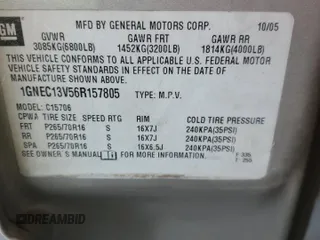 GM
MFD BY GENERAL MOTORS CORP. 10/05
GVWR GAWR FRT GAWR RR
3085KG(6800LB) 1452KG(3200LB) 1814KG(4000LB)
THIS VEHICLE CONFORMS TO ALL APPLICABLE U.S. FEDERAL MOTOR
VEHICLE SAFETY AND THEFT PREVENTION STANDARDS IN
EFFECT ON THE DATE OF MANUFACTURE SHOWN ABOVE.
1GNEC13V56R157805 TYPE: M.P.V.
MODEL: C15706
CPWA TIRE SIZE SPEED RTG RIM COLD TIRE PRESSURE
FRT P265/70R16 S 16X7J 240KPA(35PSI)
RR P265/70R16 S 16X7J 240KPA(35PSI)
SPA P265/70R16 S 16X6.5J 240KPA(35PSI)
SEE OWNER'S MANUAL FOR MORE INFORMATION.
DREAMBID